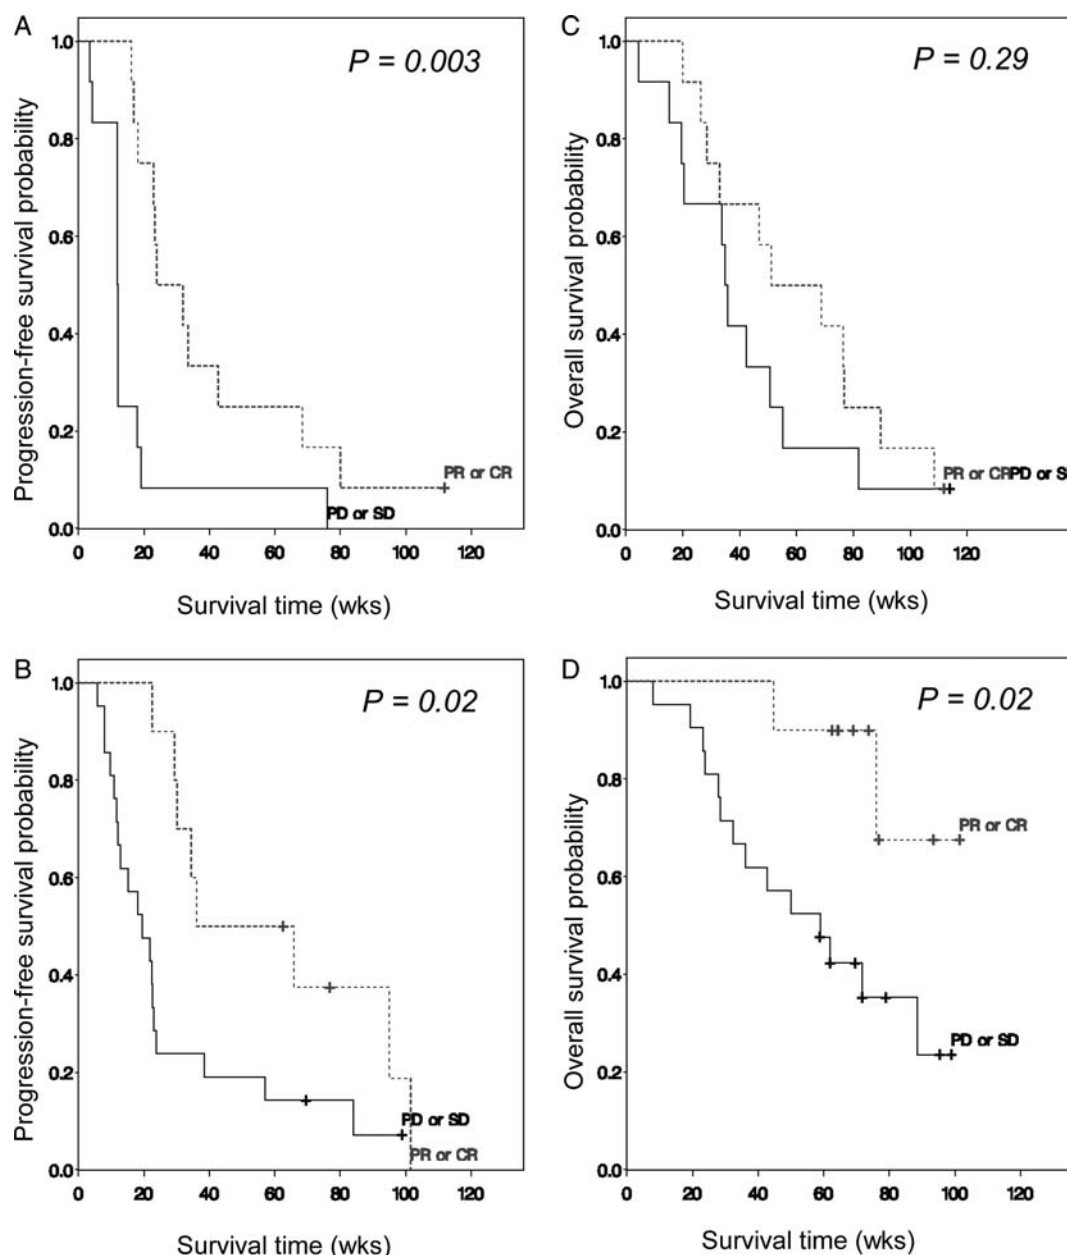 A
P = 0.003
Progression-free survival probability
1.0
0.8
0.6
0.4
0.2
0.0
PR or CR
PD or SD
0 20 40 60 80 100 120
Survival time (wks)
C
P = 0.29
Overall survival probability
1.0
0.8
0.6
0.4
0.2
0.0
PR or CRPD or S
0 20 40 60 80 100 120
Survival time (wks)
B
P = 0.02
Progression-free survival probability
1.0
0.8
0.6
0.4
0.2
0.0
PD or SD
PR or CR
0 20 40 60 80 100 120
Survival time (wks)
D
P = 0.02
Overall survival probability
1.0
0.8
0.6
0.4
0.2
0.0
PR or CR
PD or SD
0 20 40 60 80 100 120
Survival time (wks)